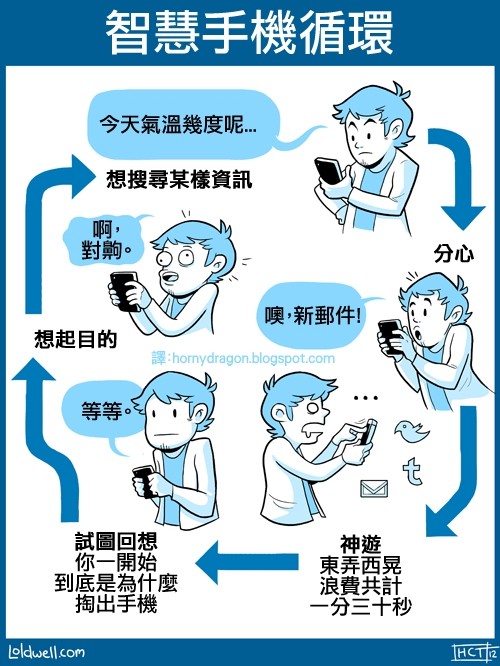 智慧手機循環
今天氣溫幾度呢...
想搜尋某樣資訊
分心
噢，新郵件!
...
神遊
東弄西晃
浪費共計
一分三十秒
試圖回想
你一開始
到底是為什麼
掏出手機
等等。
想起目的
啊，
對齁。
譯:hornydragon.blogspot.com
Loldwell.com
HCT 12